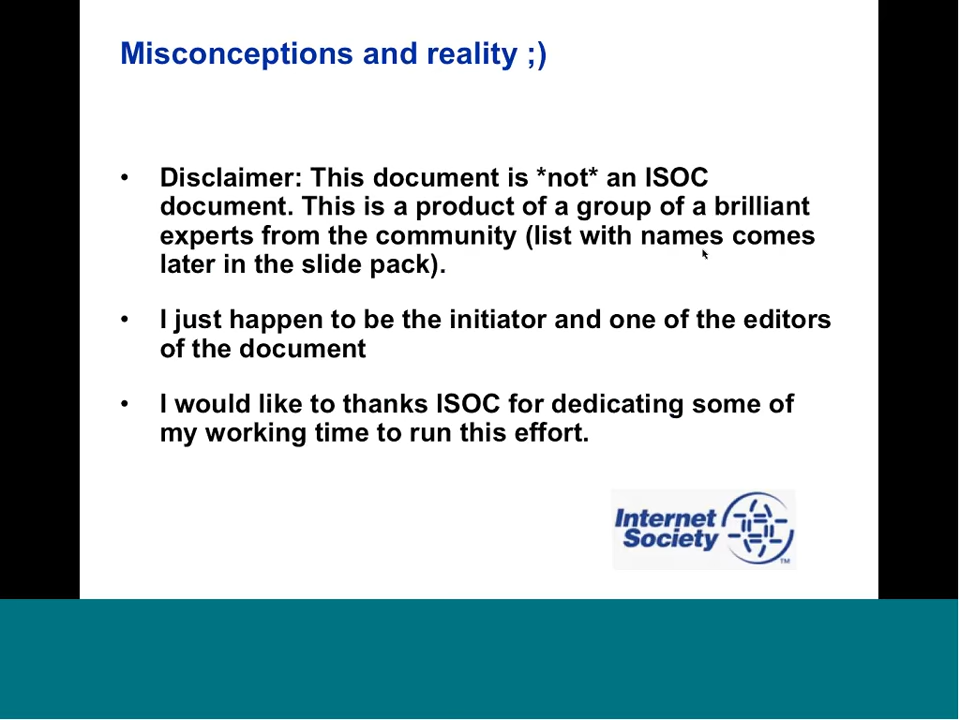 Misconceptions and reality ;)
• Disclaimer: This document is *not* an ISOC
document. This is a product of a group of a brilliant
experts from the community (list with names comes
later in the slide pack).
• I just happen to be the initiator and one of the editors
of the document
• I would like to thanks ISOC for dedicating some of
my working time to run this effort.
Internet
Society
TM